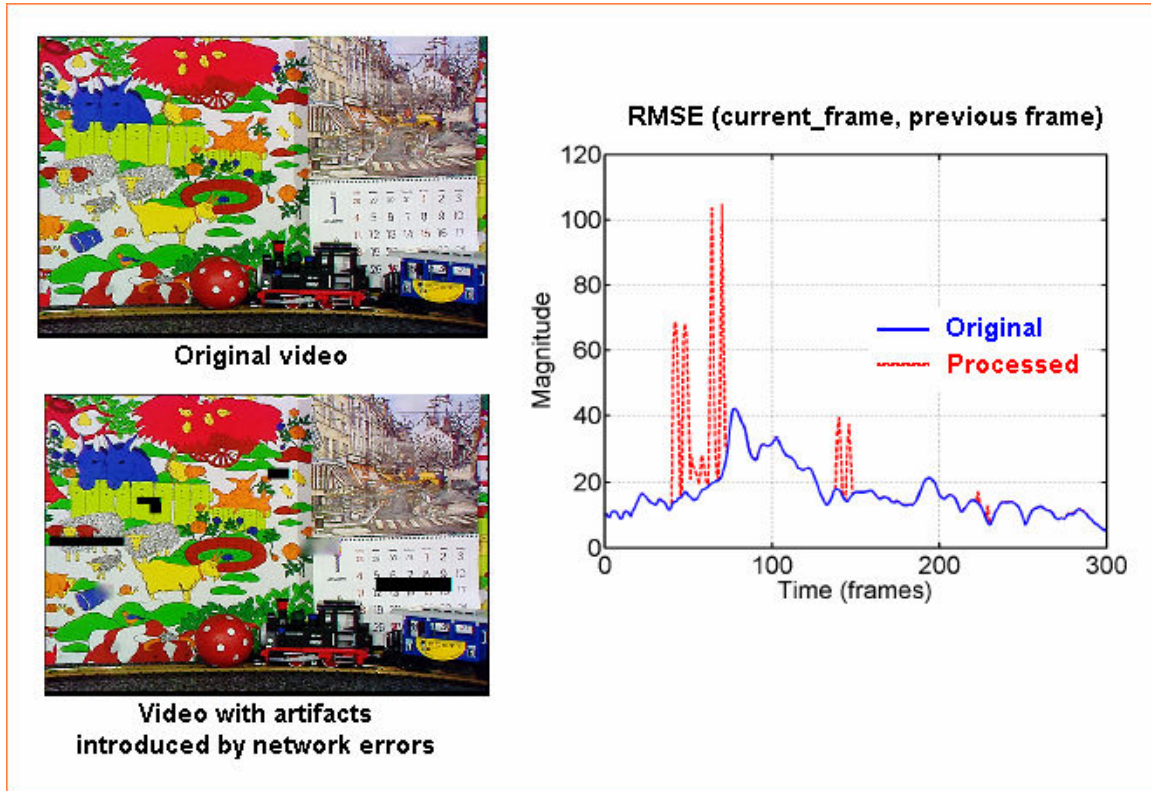 Original video
Video with artifacts
introduced by network errors
RMSE (current_frame, previous frame)
Magnitude
120
100
80
60
40
20
0
Original
Processed
0 100 200 300
Time (frames)